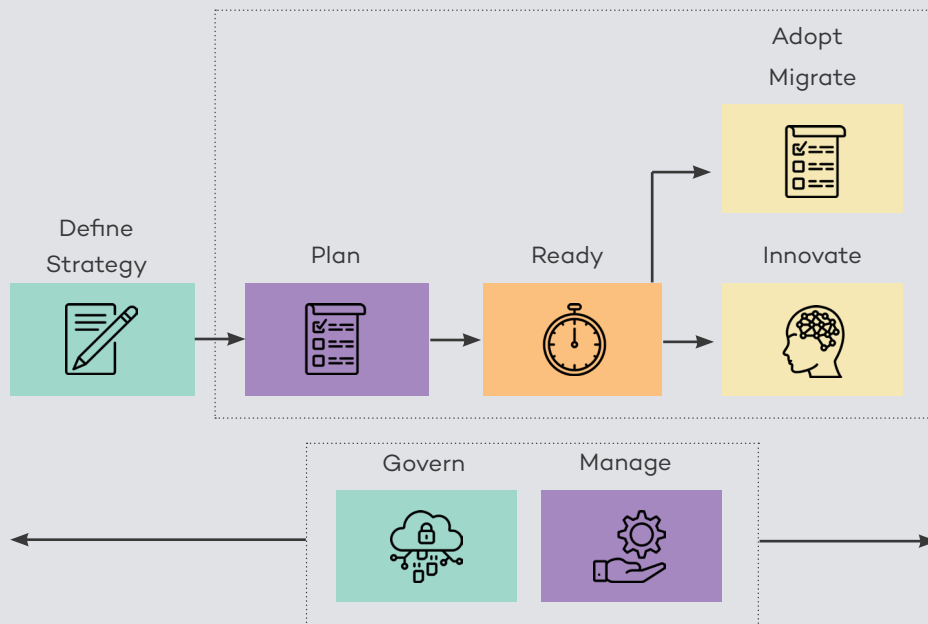 Adopt
Migrate
Define
Strategy
Plan
Ready
Innovate
Govern
Manage